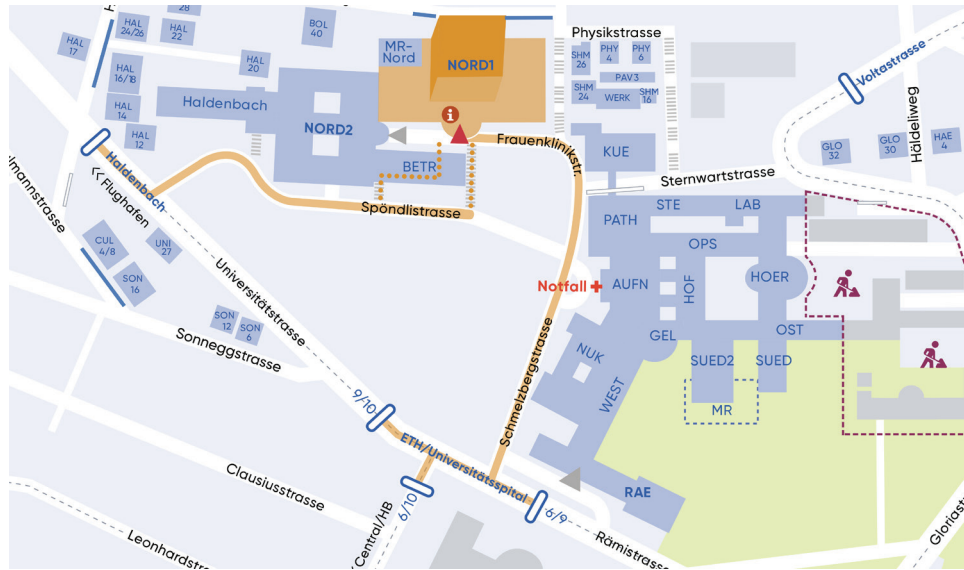 28
HAL
24/26
HAL
22
BOL
40
HAL
17
HAL
20
HAL
16/18
HAL
14
HAL
12
Haldenbach
NORD2
MR-
Nord
NORD1
i
BETR
Frauenklinikstr.
Physikstrasse
SHM
26
PHY
4
PHY
6
PAV3
SHM
24
WERK
SHM
16
KUE
Voltastrasse
Haldeliweg
GLO
32
GLO
30
HAE
4
Sternwartstrasse
Haldenbach
<< Flughafen
Spöndlistrasse
CUL
4/8
UNI
27
SON
16
SON
12
SON
6
Universitätstrasse
Sonneggstrasse
PATH
STE
LAB
OPS
Notfall
AUFN
HOF
HOER
GEL
OST
NUK
SUED2
SUED
WEST
MR
RAE
Schmelzbergstrasse
9/10
ETH/Universitätsspital
6/10
6/9
Clausiusstrasse
Central/HB
Rämistrasse